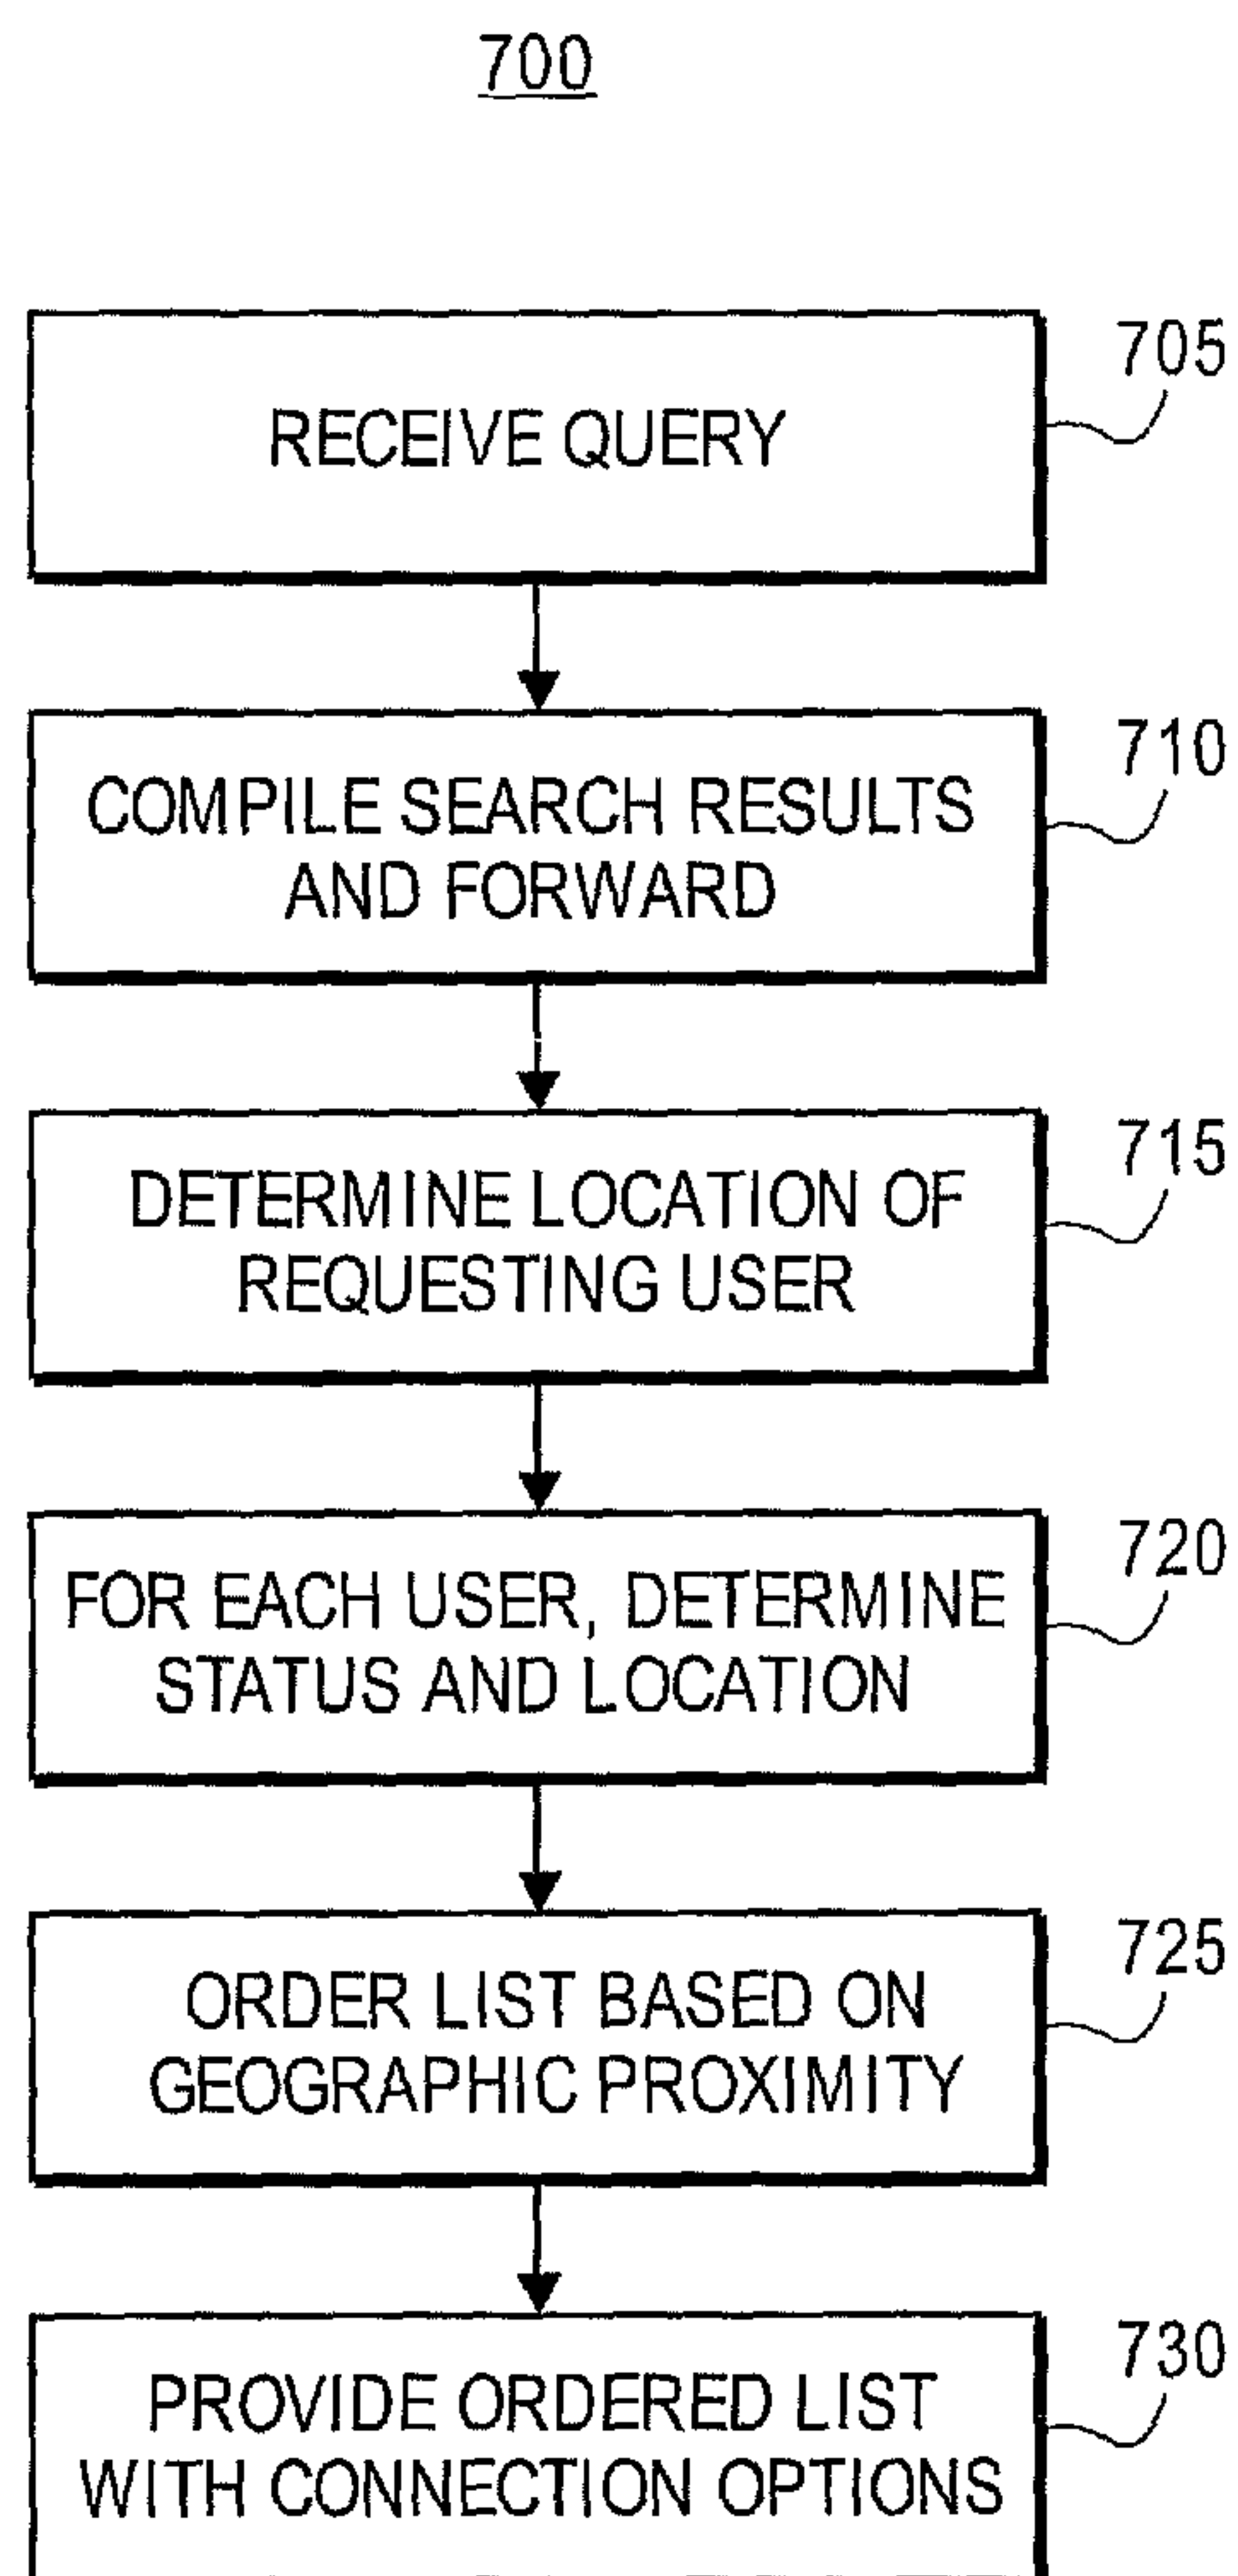 700
RECEIVE QUERY
705
COMPILE SEARCH RESULTS
AND FORWARD
710
DETERMINE LOCATION OF
REQUESTING USER
715
FOR EACH USER, DETERMINE
STATUS AND LOCATION
720
ORDER LIST BASED ON
GEOGRAPHIC PROXIMITY
725
PROVIDE ORDERED LIST
WITH CONNECTION OPTIONS
730